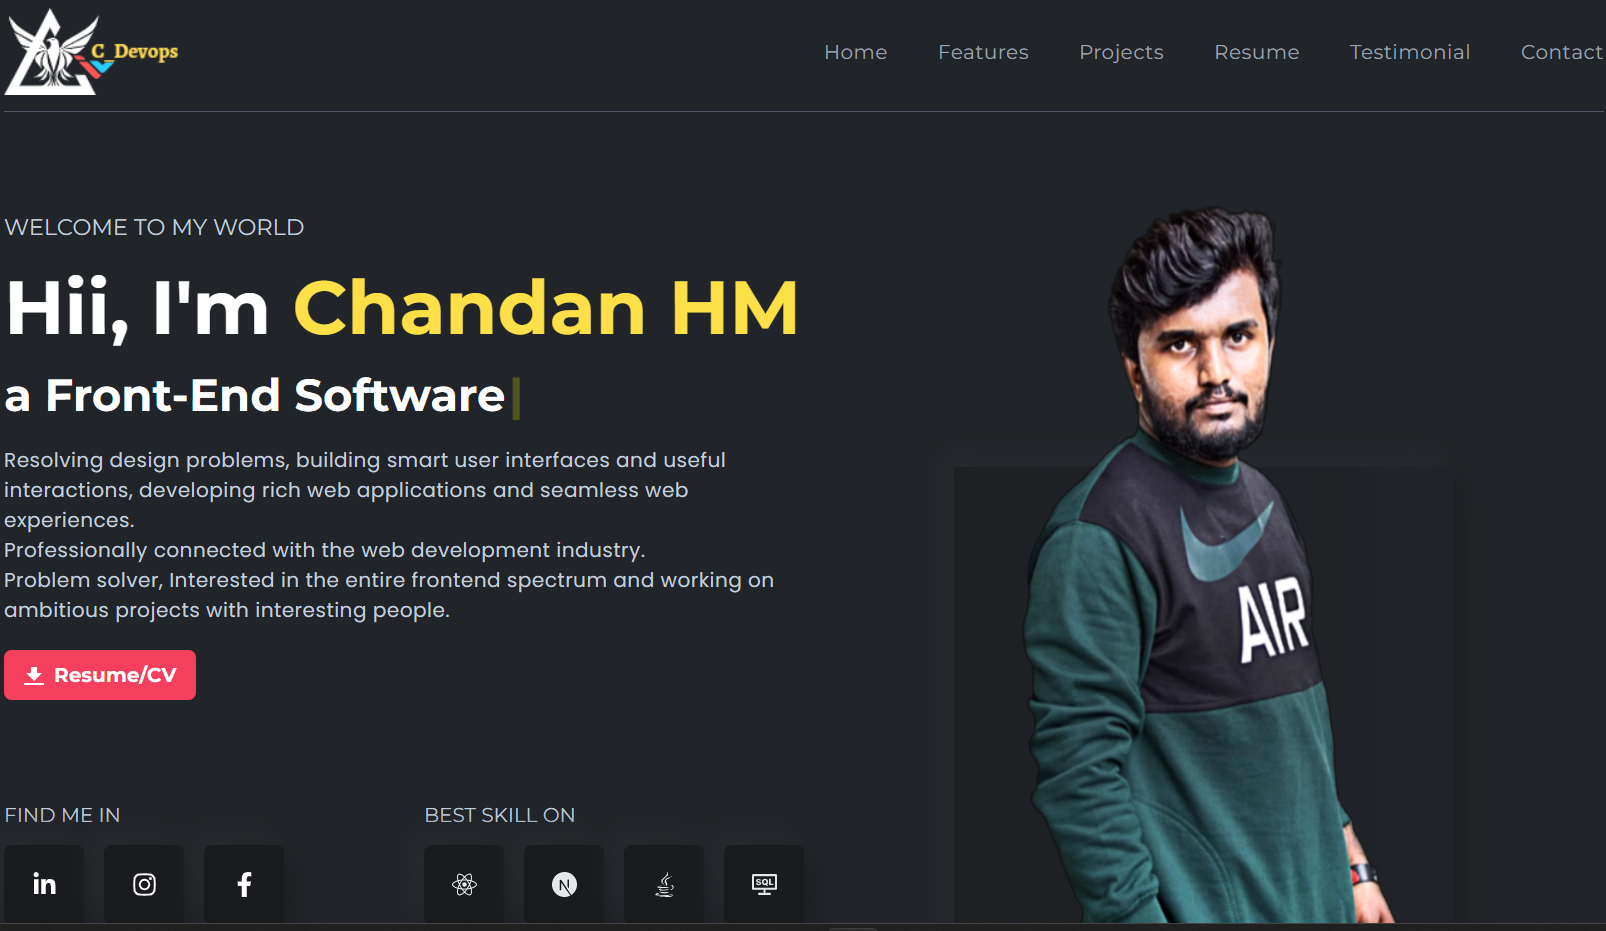 C_Devops
Home Features Projects Resume Testimonial Contact
WELCOME TO MY WORLD
Hii, I'm Chandan HM
a Front-End Software
Resolving design problems, building smart user interfaces and useful
interactions, developing rich web applications and seamless web
experiences.
Professionally connected with the web development industry.
Problem solver, Interested in the entire frontend spectrum and working on
ambitious projects with interesting people.
Resume/CV
AIR
FIND ME IN
BEST SKILL ON
in
N
SQL